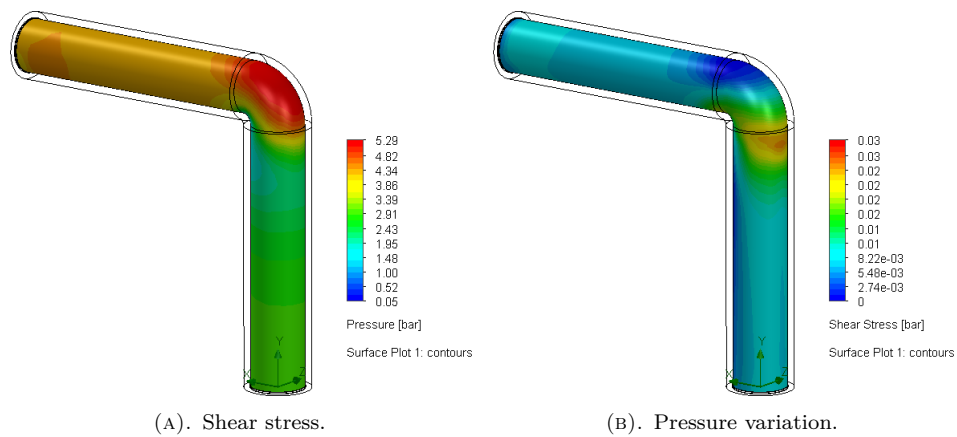 5.29
4.82
4.34
3.86
3.39
2.91
2.43
1.95
1.48
1.00
0.52
0.05
Pressure [bar]
Surface Plot 1: contours
Y
X
Z
(A). Shear stress.
0.03
0.03
0.02
0.02
0.02
0.02
0.01
0.01
8.22e-03
5.48e-03
2.74e-03
0
Shear Stress [bar]
Surface Plot 1: contours
Y
X
Z
(B). Pressure variation.